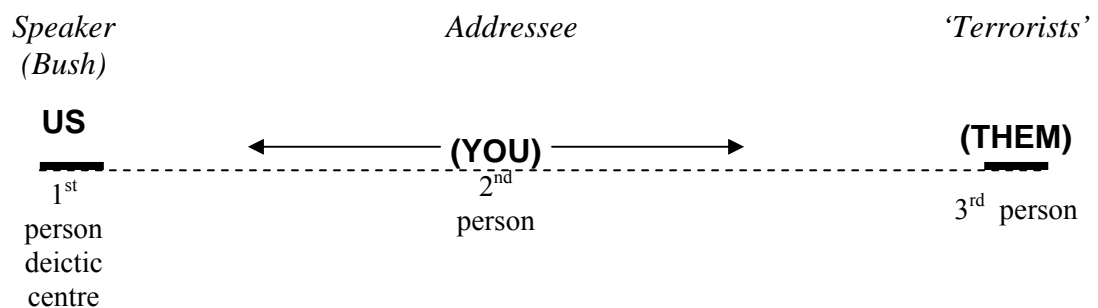 Speaker Addressee ‘Terrorists’
(Bush)
US (YOU) (THEM)
1st 2nd 3rd person
person person
deictic
centre